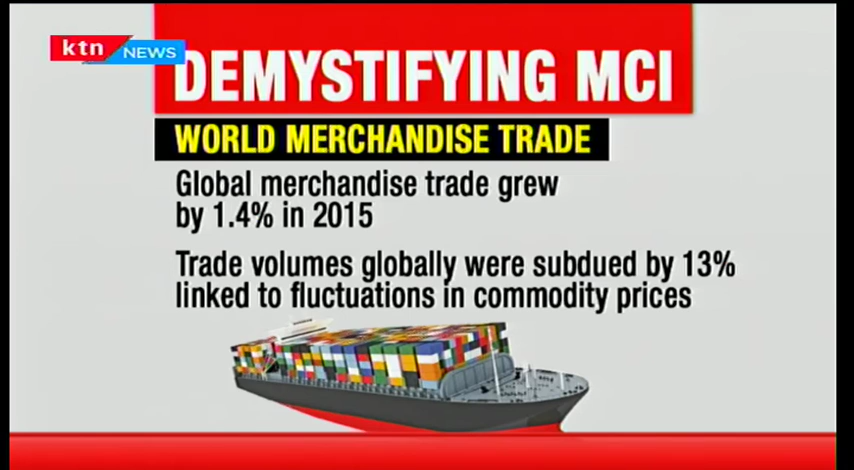 ktn NEWS
DEMYSTIFYING MCI
WORLD MERCHANDISE TRADE
Global merchandise trade grew
by 1.4% in 2015
Trade volumes globally were subdued by 13%
linked to fluctuations in commodity prices